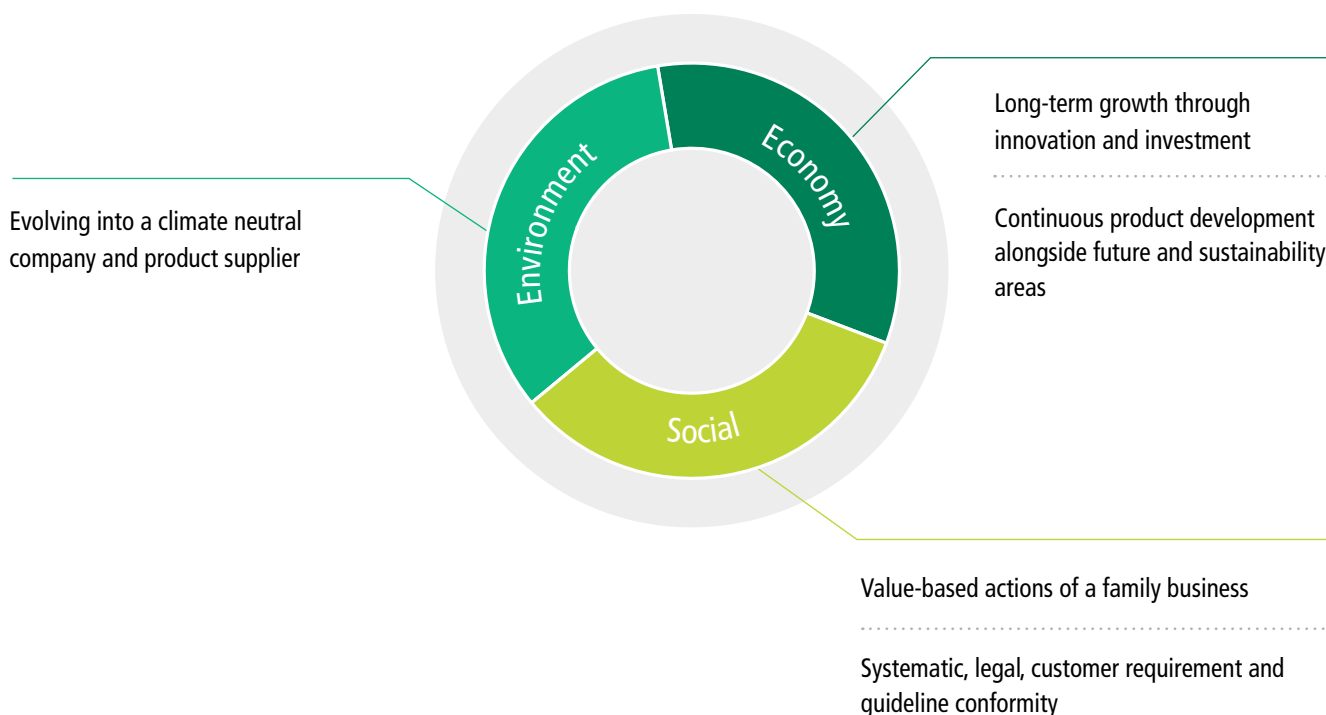 Environment
Economy
Social
Evolving into a climate neutral
company and product supplier
Long-term growth through
innovation and investment
Continuous product development
alongside future and sustainability
areas
Value-based actions of a family business
Systematic, legal, customer requirement and
guideline conformity